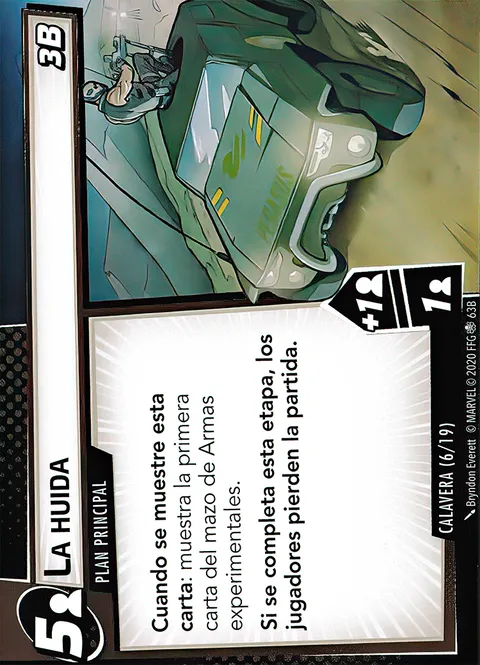 5
LA HUIDA
3B
PLAN PRINCIPAL
Cuando se muestre esta
carta: muestra la primera
carta del mazo de Armas
experimentales.
Si se completa esta etapa, los
jugadores pierden la partida.
+1
1
CALAVERA (6/19)
Bryndon Everett © MARVEL © 2020 FFG 63B